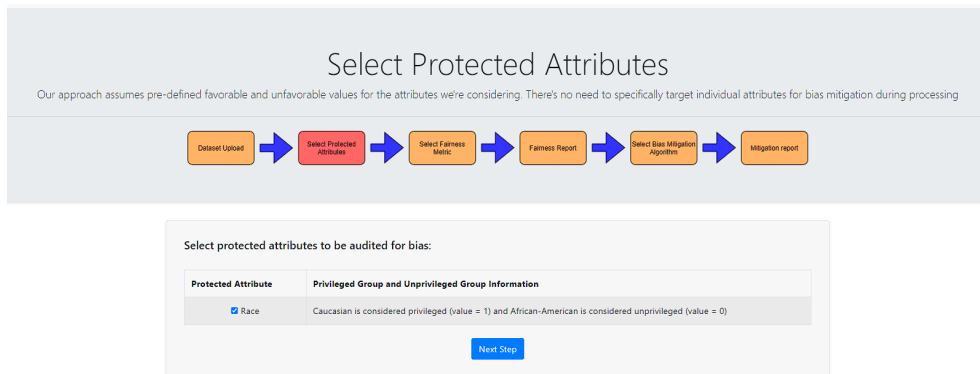 Select Protected Attributes
Our approach assumes pre-defined favorable and unfavorable values for the attributes we're considering. There's no need to specifically target individual attributes for bias mitigation during processing
Dataset Upload
Select Protected
Attributes
Select Fairness
Metric
Fairness Report
Select Bias Mitigation
Algorithm
Mitigation report
Select protected attributes to be audited for bias:
Protected Attribute Privileged Group and Unprivileged Group Information
Race Caucasian is considered privileged (value = 1) and African-American is considered unprivileged (value = 0)
Next Step